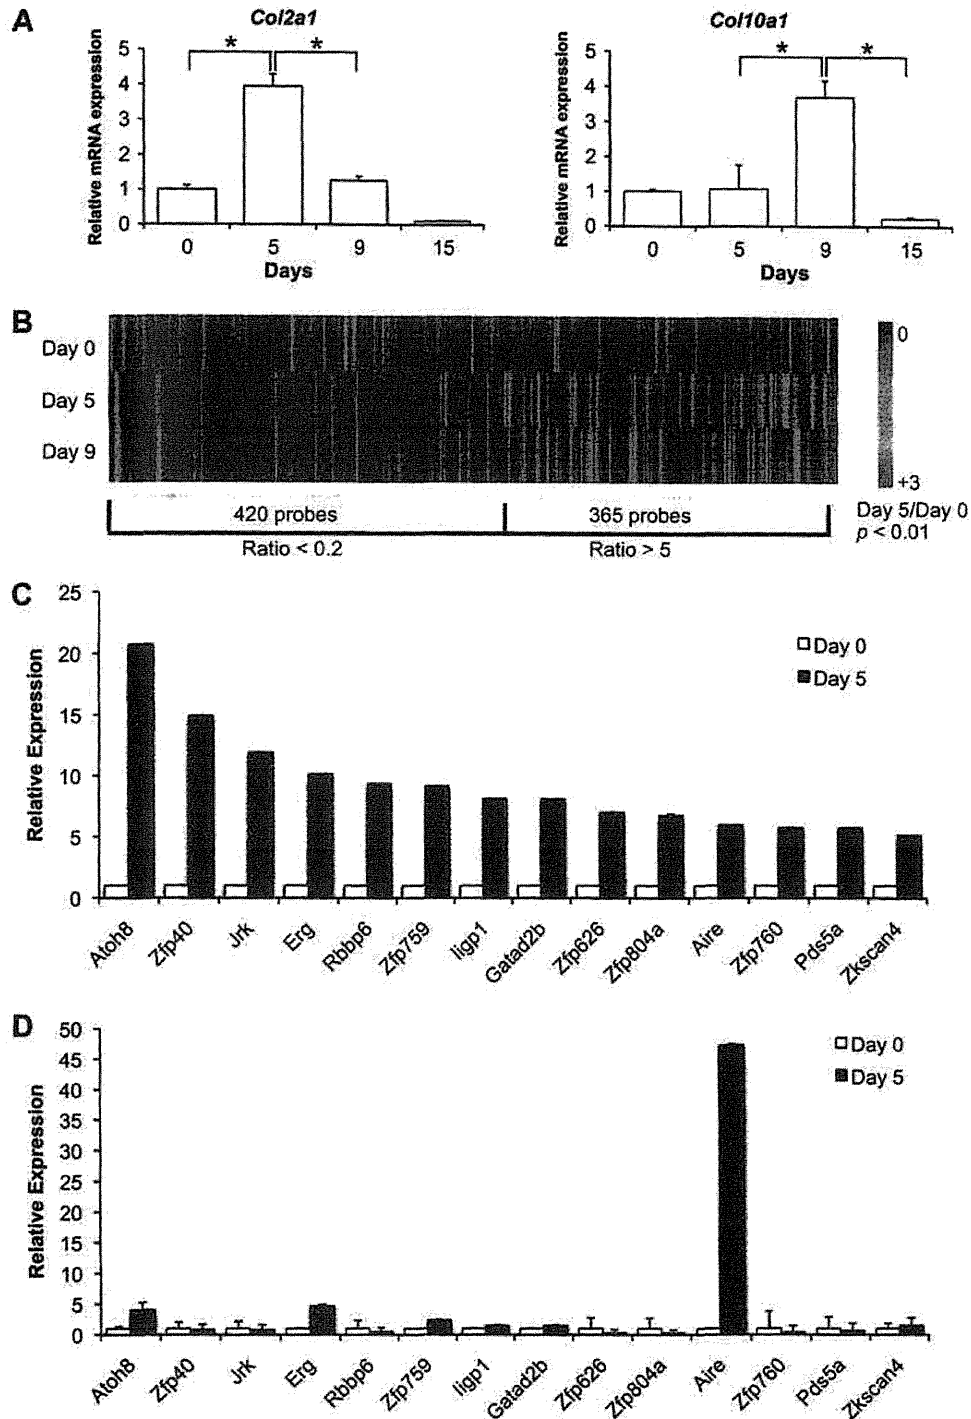 A
Col2a1
Relative mRNA expression
5
4
3
2
1
0
*
*
0 5 9 15
Days
Col10a1
Relative mRNA expression
5
4
3
2
1
0
*
*
0 5 9 15
Days
B
Day 0
Day 5
Day 9
0
+3
420 probes
365 probes
Ratio < 0.2
Ratio > 5
Day 5/Day 0
p < 0.01
C
Relative Expression
25
20
15
10
5
0
Day 0
Day 5
Atoh8 Zfp40 Jrk Erg Rbbp6 Zfp759 Iigp1 Gatad2b Zfp626 Zfp804a Aire Zfp760 Pds5a Zkscan4
D
Relative Expression
50
45
40
35
30
25
20
15
10
5
0
Day 0
Day 5
Atoh8 Zfp40 Jrk Erg Rbbp6 Zfp759 Iigp1 Gatad2b Zfp626 Zfp804a Aire Zfp760 Pds5a Zkscan4